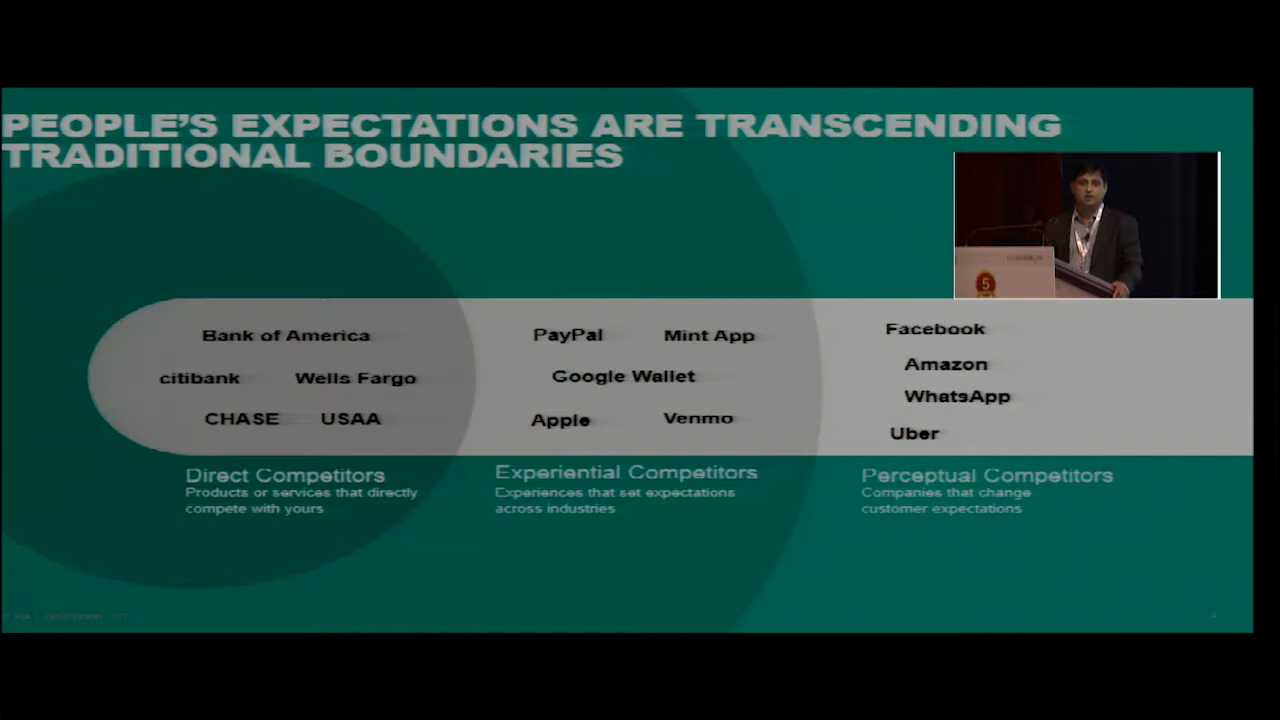 PEOPLE'S EXPECTATIONS ARE TRANSCENDING
TRADITIONAL BOUNDARIES
5
Bank of America
citibank Wells Fargo
CHASE USAA
PayPal Mint App
Google Wallet
Apple Venmo
Facebook
Amazon
WhatsApp
Uber
Direct Competitors
Products or services that directly
compete with yours
Experiential Competitors
Experiences that set expectations
across industries
Perceptual Competitors
Companies that change
customer expectations